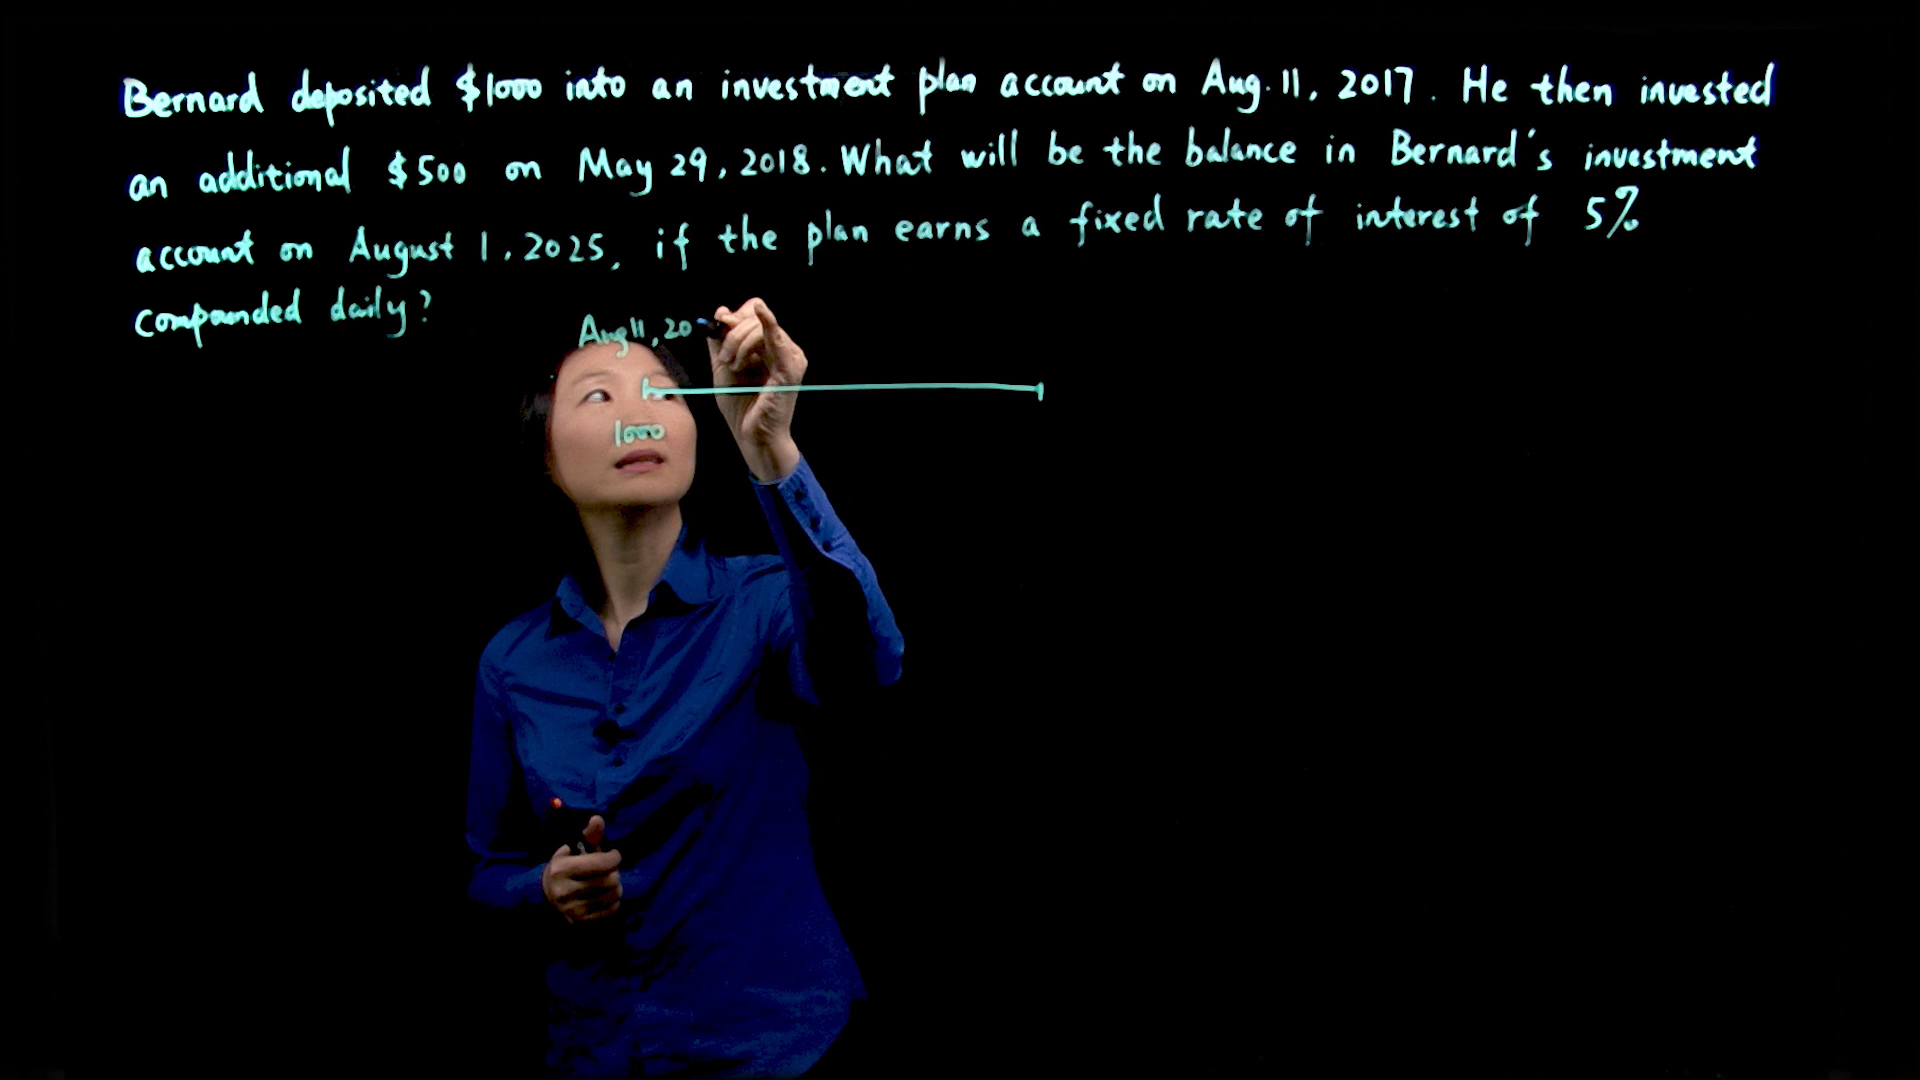 Bernard deposited $1000 into an investment plan account on Aug. 11, 2017. He then invested
an additional $500 on May 29, 2018. What will be the balance in Bernard's investment
account on August 1, 2025, if the plan earns a fixed rate of interest of 5%
compounded daily?
Aug 11, 20
1000